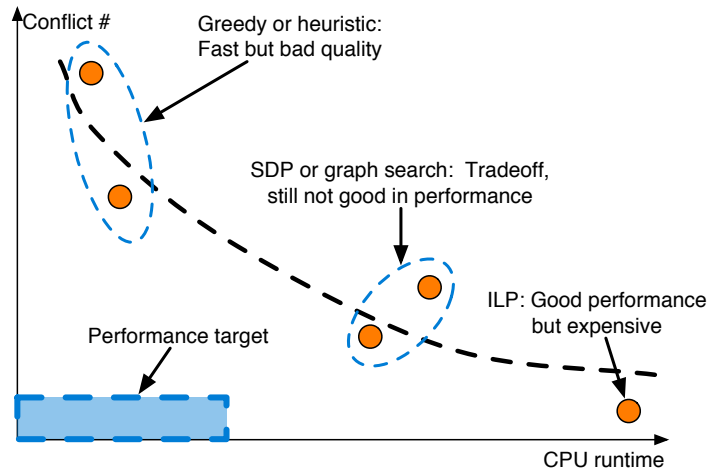 Conflict #
Greedy or heuristic:
Fast but bad quality
SDP or graph search:  Tradeoff,
still not good in performance
ILP: Good performance
but expensive
Performance target
CPU runtime